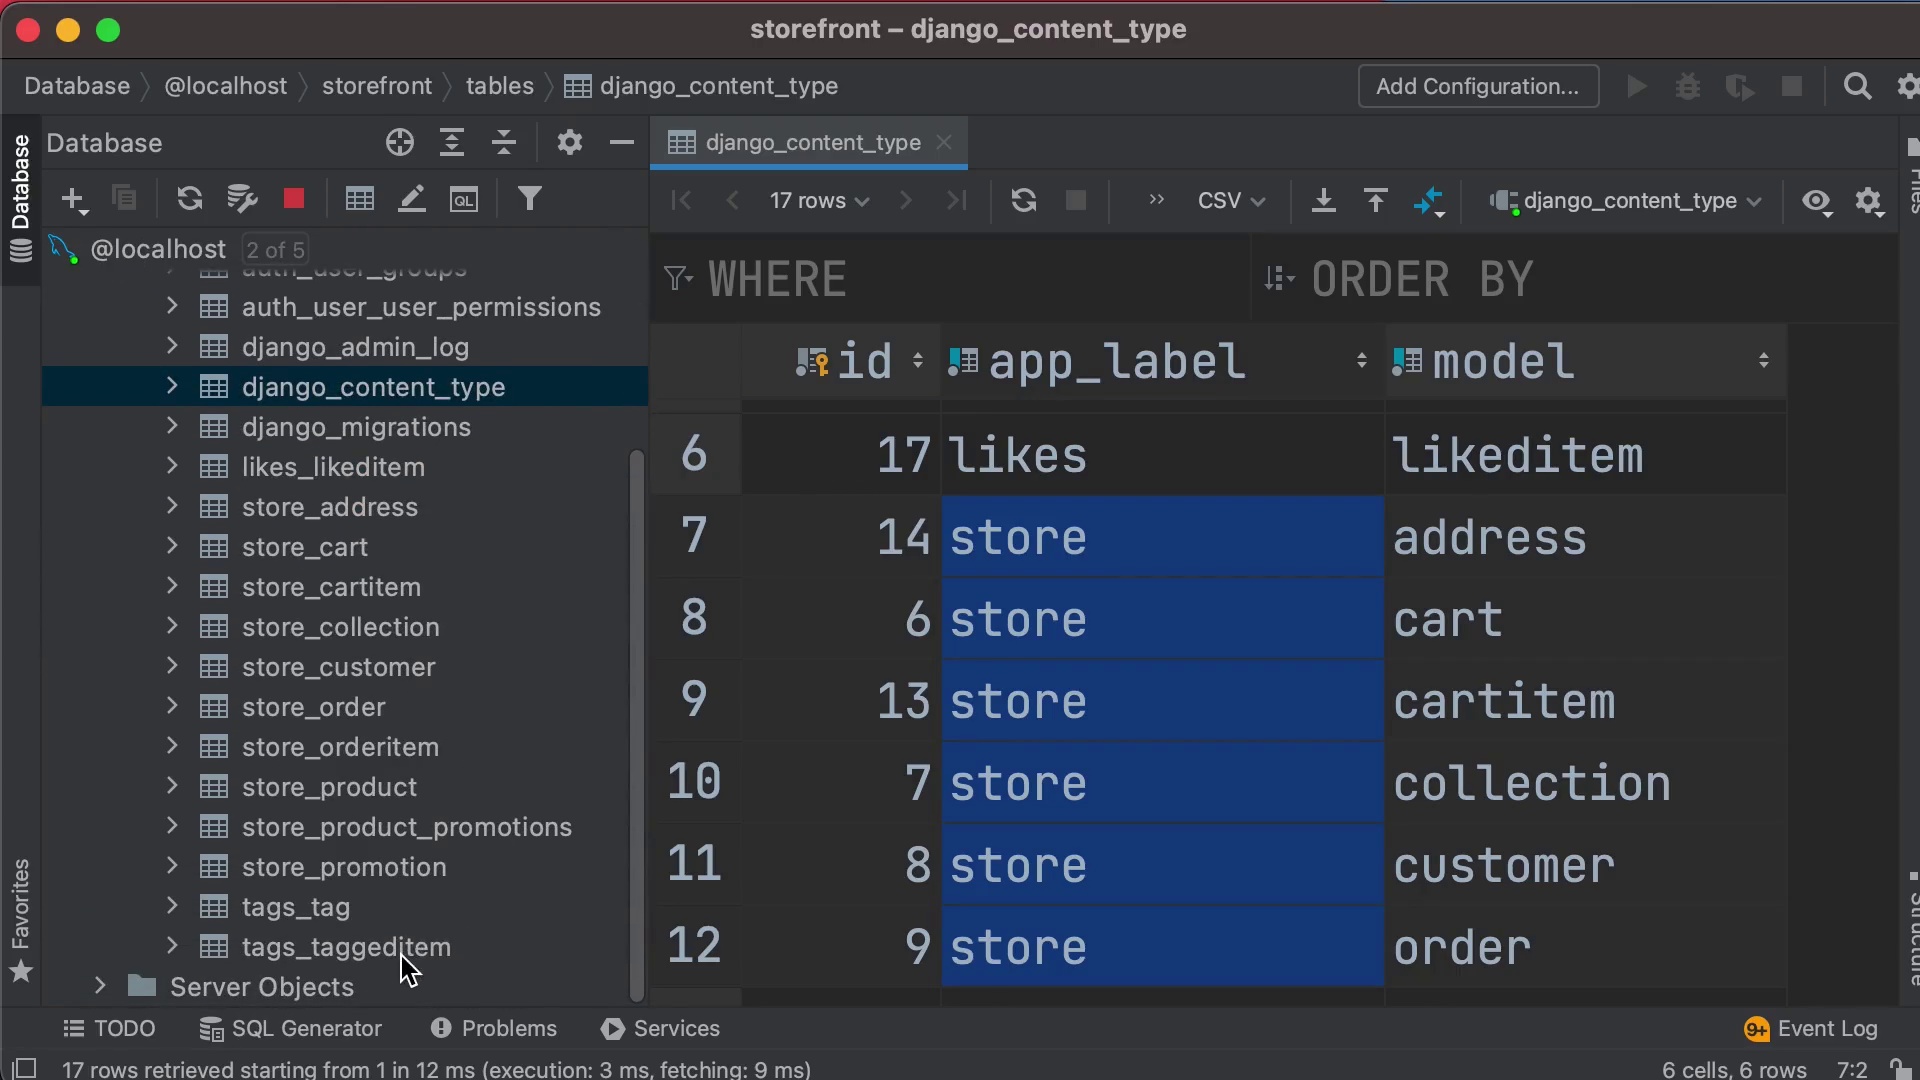 storefront – django_content_type
Database @localhost storefront tables django_content_type
Add Configuration...
Database
Database
django_content_type
Files
17 rows
CSV
django_content_type
@localhost 2 of 5
WHERE
ORDER BY
auth_user_groups
auth_user_user_permissions
django_admin_log
django_content_type
django_migrations
likes_likeditem
store_address
store_cart
store_cartitem
store_collection
store_customer
store_order
store_orderitem
store_product
store_product_promotions
store_promotion
tags_tag
tags_taggeditem
Server Objects
id app_label model
6 17 likes likeditem
7 14 store address
8 6 store cart
9 13 store cartitem
10 7 store collection
11 8 store customer
12 9 store order
Favorites
Structure
TODO SQL Generator Problems Services
9+ Event Log
17 rows retrieved starting from 1 in 12 ms (execution: 3 ms, fetching: 9 ms)
6 cells, 6 rows 7:2